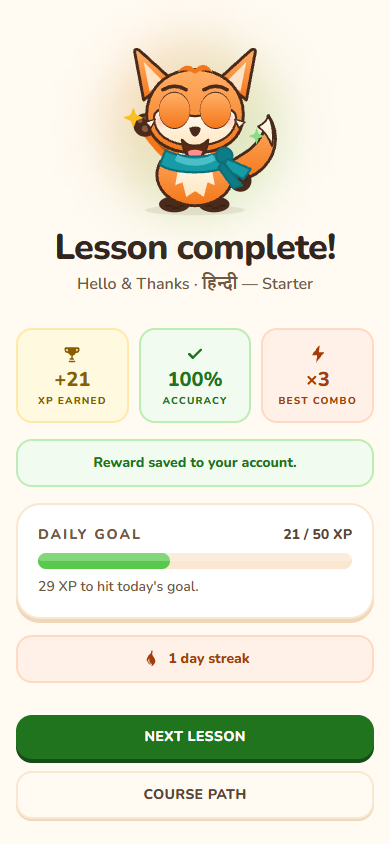 Lesson complete!
Hello & Thanks · हिन्दी — Starter
+21
XP EARNED
100%
ACCURACY
×3
BEST COMBO
Reward saved to your account.
DAILY GOAL
21 / 50 XP
29 XP to hit today's goal.
1 day streak
NEXT LESSON
COURSE PATH